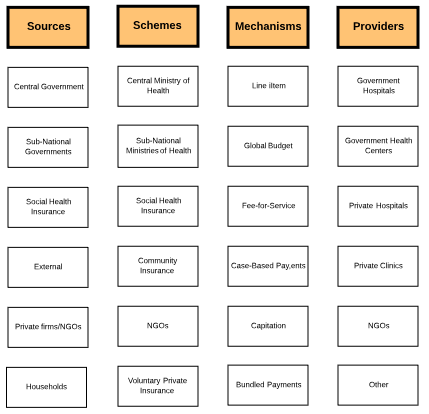 Sources
Schemes
Mechanisms
Providers
Central Government
Central Ministry of
Health
Line iItem
Government
Hospitals
Sub-National
Governments
Sub-National
Ministries of Health
Global Budget
Government Health
Centers
Social Health
Insurance
Social Health
Insurance
Fee-for-Service
Private Hospitals
External
Community
Insurance
Case-Based Pay,ents
Private Clinics
Private firms/NGOs
NGOs
Capitation
NGOs
Households
Voluntary Private
Insurance
Bundled Payments
Other